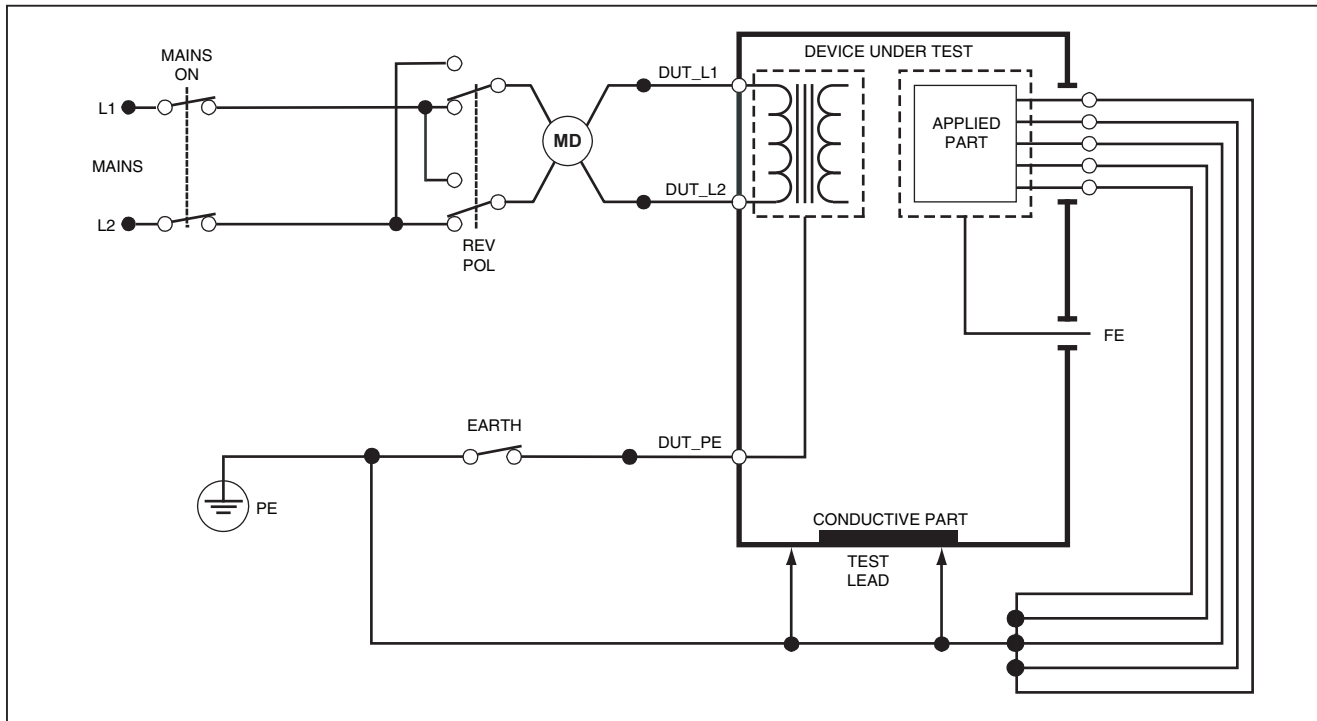 MAINS
ON
L1
MAINS
L2
REV
POL
MD
DUT_L1
DUT_L2
DEVICE UNDER TEST
APPLIED
PART
FE
EARTH
DUT_PE
PE
CONDUCTIVE PART
TEST
LEAD